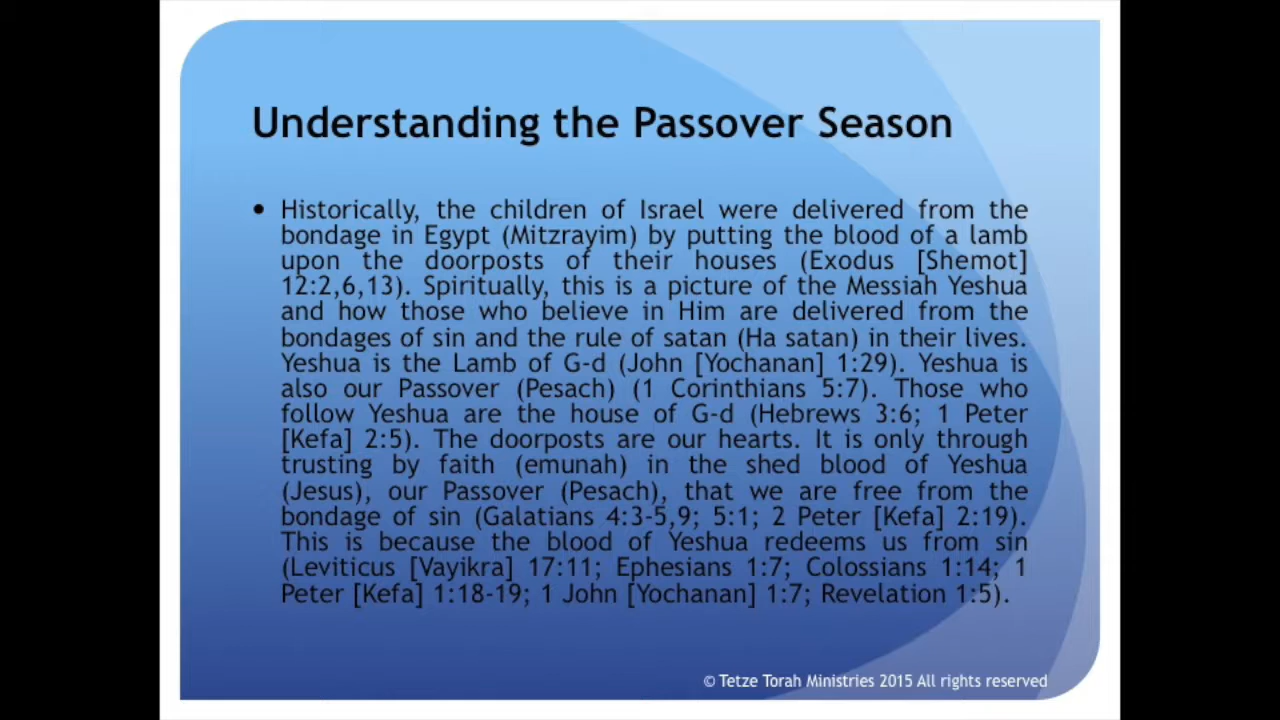 Understanding the Passover Season
• Historically, the children of Israel were delivered from the
bondage in Egypt (Mitzrayim) by putting the blood of a lamb
upon the doorposts of their houses (Exodus [Shemot]
12:2,6,13). Spiritually, this is a picture of the Messiah Yeshua
and how those who believe in Him are delivered from the
bondages of sin and the rule of satan (Ha satan) in their lives.
Yeshua is the Lamb of G-d (John [Yochanan] 1:29). Yeshua is
also our Passover (Pesach) (1 Corinthians 5:7). Those who
follow Yeshua are the house of G-d (Hebrews 3:6; 1 Peter
[Kefa] 2:5). The doorposts are our hearts. It is only through
trusting by faith (emunah) in the shed blood of Yeshua
(Jesus), our Passover (Pesach), that we are free from the
bondage of sin (Galatians 4:3-5,9; 5:1; 2 Peter [Kefa] 2:19).
This is because the blood of Yeshua redeems us from sin
(Leviticus [Vayikra] 17:11; Ephesians 1:7; Colossians 1:14; 1
Peter [Kefa] 1:18-19; 1 John [Yochanan] 1:7; Revelation 1:5).
© Tetze Torah Ministries 2015 All rights reserved